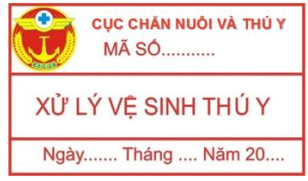 CỤC CHĂN NUÔI VÀ THÚ Y
MÃ SỐ...........
XỬ LÝ VỆ SINH THÚ Y
Ngày....... Tháng .... Năm 20....